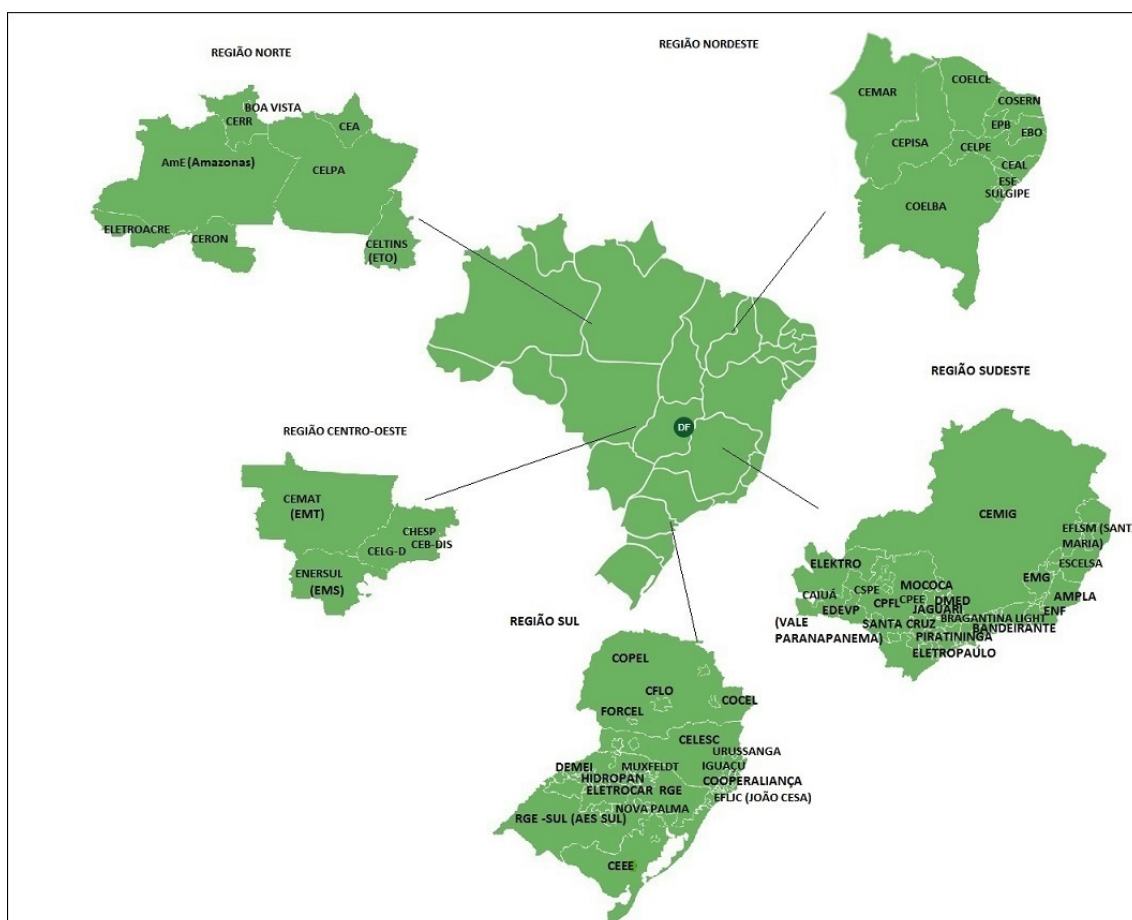 REGIÃO NORTE
BOA VISTA
CERR
CEA
AmE (Amazonas)
CELPA
ELETROACRE
CERON
CELTINS
(ETO)
REGIÃO NORDESTE
CEMAR
COELCE
COSERN
EPB
EBO
CEPISA
CELPE
CEAL
ESE
SULGIPE
COELBA
DF
REGIÃO CENTRO-OESTE
CEMAT
(EMT)
CHESP
CEB-DIS
CELG-D
ENERSUL
(EMS)
REGIÃO SUDESTE
CEMIG
EFLSM (SANTA
MARIA)
ESCELSA
ELEKTRO
EMG
MOCOCA
CAIUÁ
CSPE
CPFL
CPEE
DMED
AMPLA
EDEVP
JAGUARI
ENF
(VALE
PARANAPANEMA)
SANTA CRUZ
BRAGANTINA
LIGHT
BANDEIRANTE
PIRATININGA
ELETROPAULO
REGIÃO SUL
COPEL
CFLO
COCEL
FORCEL
CELESC
URUSSANGA
DEMEI
MUXFELDT
IGUAÇU
HIDROPAN
COOPERALIANÇA
ELETROCAR
RGE
EFLJC (JOÃO CESA)
NOVA PALMA
RGE -SUL (AES SUL)
CEEE